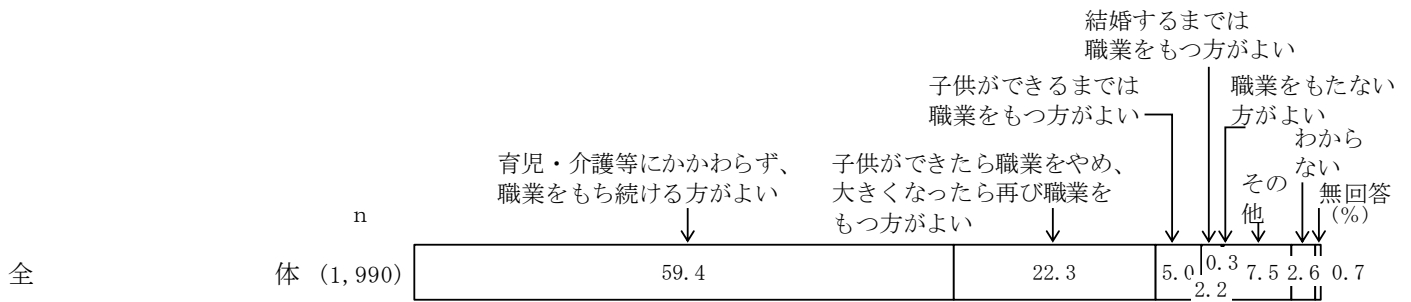 結婚するまでは
職業をもつ方がよい
子供ができるまでは
職業をもつ方がよい
職業をもたない
方がよい
わから
ない
育児・介護等にかかわらず、
職業をもち続ける方がよい
子供ができたら職業をやめ、
大きくなったら再び職業を
もつ方がよい
その
他
無回答
(%)
n
全 体 (1,990)
59.4
22.3
5.0
2.2
0.3
7.5
2.6
0.7